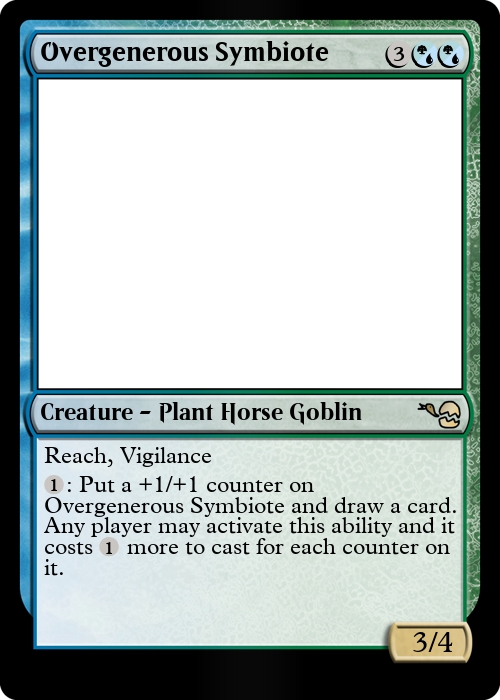 Overgenerous Symbiote 3
Creature – Plant Horse Goblin
Reach, Vigilance
1: Put a +1/+1 counter on
Overgenerous Symbiote and draw a card.
Any player may activate this ability and it
costs 1 more to cast for each counter on
it.
3/4